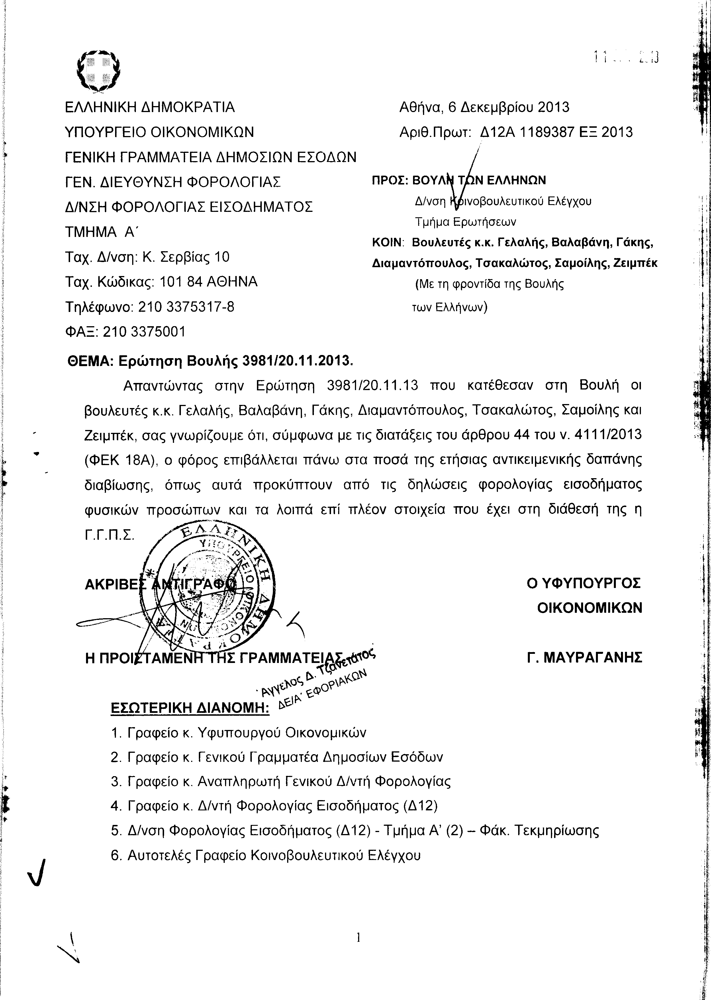 ΕΛΛΗΝΙΚΗ ΔΗΜΟΚΡΑΤΙΑ
ΥΠΟΥΡΓΕΙΟ ΟΙΚΟΝΟΜΙΚΩΝ
ΓΕΝΙΚΗ ΓΡΑΜΜΑΤΕΙΑ ΔΗΜΟΣΙΩΝ ΕΣΟΔΩΝ
ΓΕΝ. ΔΙΕΥΘΥΝΣΗ ΦΟΡΟΛΟΓΙΑΣ
Δ/ΝΣΗ ΦΟΡΟΛΟΓΙΑΣ ΕΙΣΟΔΗΜΑΤΟΣ
ΤΜΗΜΑ Α΄
Ταχ. Δ/νση: Κ. Σερβίας 10
Ταχ. Κώδικας: 101 84 ΑΘΗΝΑ
Τηλέφωνο: 210 3375317-8
ΦΑΞ: 210 3375001
Αθήνα, 6 Δεκεμβρίου 2013
Αριθ.Πρωτ: Δ12Α 1189387 ΕΞ 2013
ΠΡΟΣ: ΒΟΥΛΗ ΤΩΝ ΕΛΛΗΝΩΝ
Δ/νση Κοινοβουλευτικού Ελέγχου
Τμήμα Ερωτήσεων
ΚΟΙΝ: Βουλευτές κ.κ. Γελαλής, Βαλαβάνη, Γάκης,
Διαμαντόπουλος, Τσακαλώτος, Σαμοίλης, Ζειμπέκ
(Με τη φροντίδα της Βουλής
των Ελλήνων)
ΘΕΜΑ: Ερώτηση Βουλής 3981/20.11.2013.
Απαντώντας στην Ερώτηση 3981/20.11.13 που κατέθεσαν στη Βουλή οι
βουλευτές κ.κ. Γελαλής, Βαλαβάνη, Γάκης, Διαμαντόπουλος, Τσακαλώτος, Σαμοίλης και
Ζειμπέκ, σας γνωρίζουμε ότι, σύμφωνα με τις διατάξεις του άρθρου 44 του ν. 4111/2013
(ΦΕΚ 18Α), ο φόρος επιβάλλεται πάνω στα ποσά της ετήσιας αντικειμενικής δαπάνης
διαβίωσης, όπως αυτά προκύπτουν από τις δηλώσεις φορολογίας εισοδήματος
φυσικών προσώπων και τα λοιπά επί πλέον στοιχεία που έχει στη διάθεσή της η
Γ.Γ.Π.Σ.
ΕΛΛΗΝΙΚΗ ΔΗΜΟΚΡΑΤΙΑ
ΥΠΟΥΡΓΕΙΟ ΟΙΚΟΝΟΜΙΚΩΝ
ΑΚΡΙΒΕΣ ΑΝΤΙΓΡΑΦΟ
Η ΠΡΟΙΣΤΑΜΕΝΗ ΤΗΣ ΓΡΑΜΜΑΤΕΙΑΣ
Ο ΥΦΥΠΟΥΡΓΟΣ
ΟΙΚΟΝΟΜΙΚΩΝ
Γ. ΜΑΥΡΑΓΑΝΗΣ
Άγγελος Δ. Τζανετάτος
ΔΕ/Α΄ ΕΦΟΡΙΑΚΩΝ
ΕΣΩΤΕΡΙΚΗ ΔΙΑΝΟΜΗ:
1. Γραφείο κ. Υφυπουργού Οικονομικών
2. Γραφείο κ. Γενικού Γραμματέα Δημοσίων Εσόδων
3. Γραφείο κ. Αναπληρωτή Γενικού Δ/ντή Φορολογίας
4. Γραφείο κ. Δ/ντή Φορολογίας Εισοδήματος (Δ12)
5. Δ/νση Φορολογίας Εισοδήματος (Δ12) - Τμήμα Α’ (2) – Φάκ. Τεκμηρίωσης
6. Αυτοτελές Γραφείο Κοινοβουλευτικού Ελέγχου
1